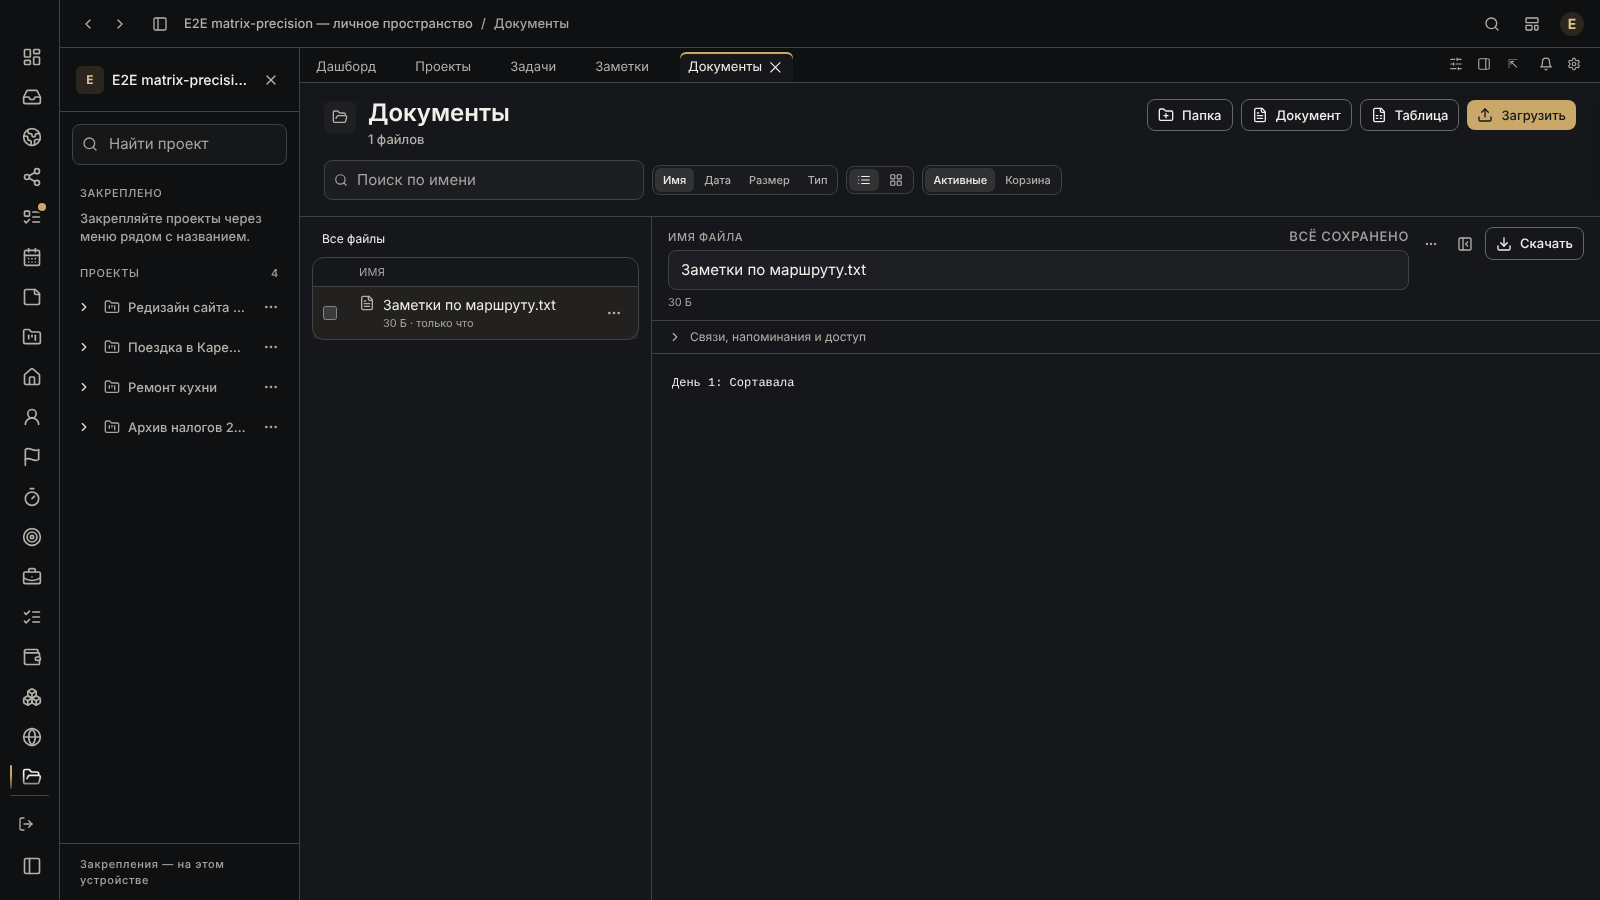 E2E matrix-precision — личное пространство / Документы
E
E
E2E matrix-precisi...
Найти проект
ЗАКРЕПЛЕНО
Закрепляйте проекты через
меню рядом с названием.
ПРОЕКТЫ 4
Редизайн сайта ...
Поездка в Каре...
Ремонт кухни
Архив налогов 2...
Закрепления — на этом
устройстве
Дашборд Проекты Задачи Заметки Документы
Документы
1 файлов
Папка Документ Таблица Загрузить
Поиск по имени
Имя Дата Размер Тип
Активные Корзина
Все файлы
ИМЯ
Заметки по маршруту.txt
30 Б · только что
ИМЯ ФАЙЛА
ВСЁ СОХРАНЕНО
Скачать
Заметки по маршруту.txt
30 Б
Связи, напоминания и доступ
День 1: Сортавала